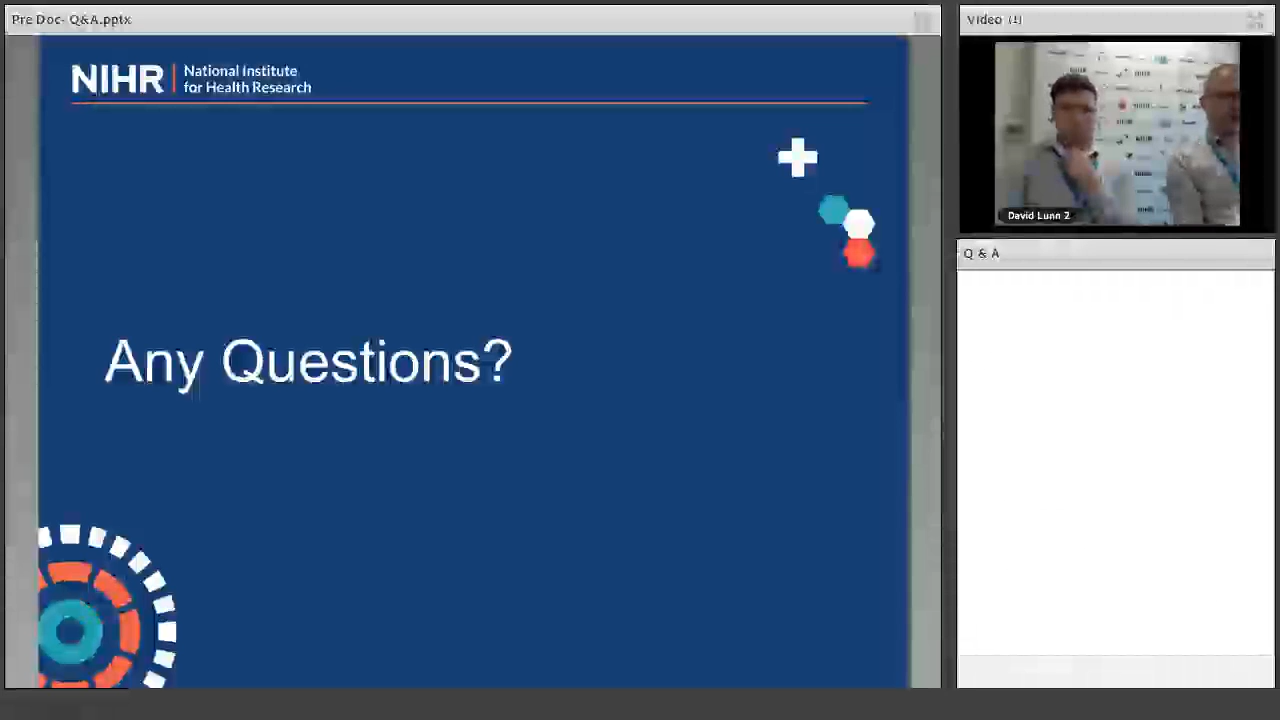 Pre Doc- Q&A.pptx
NIHR
National Institute
for Health Research
Any Questions?
Video (1)
David Lunn 2
Q & A